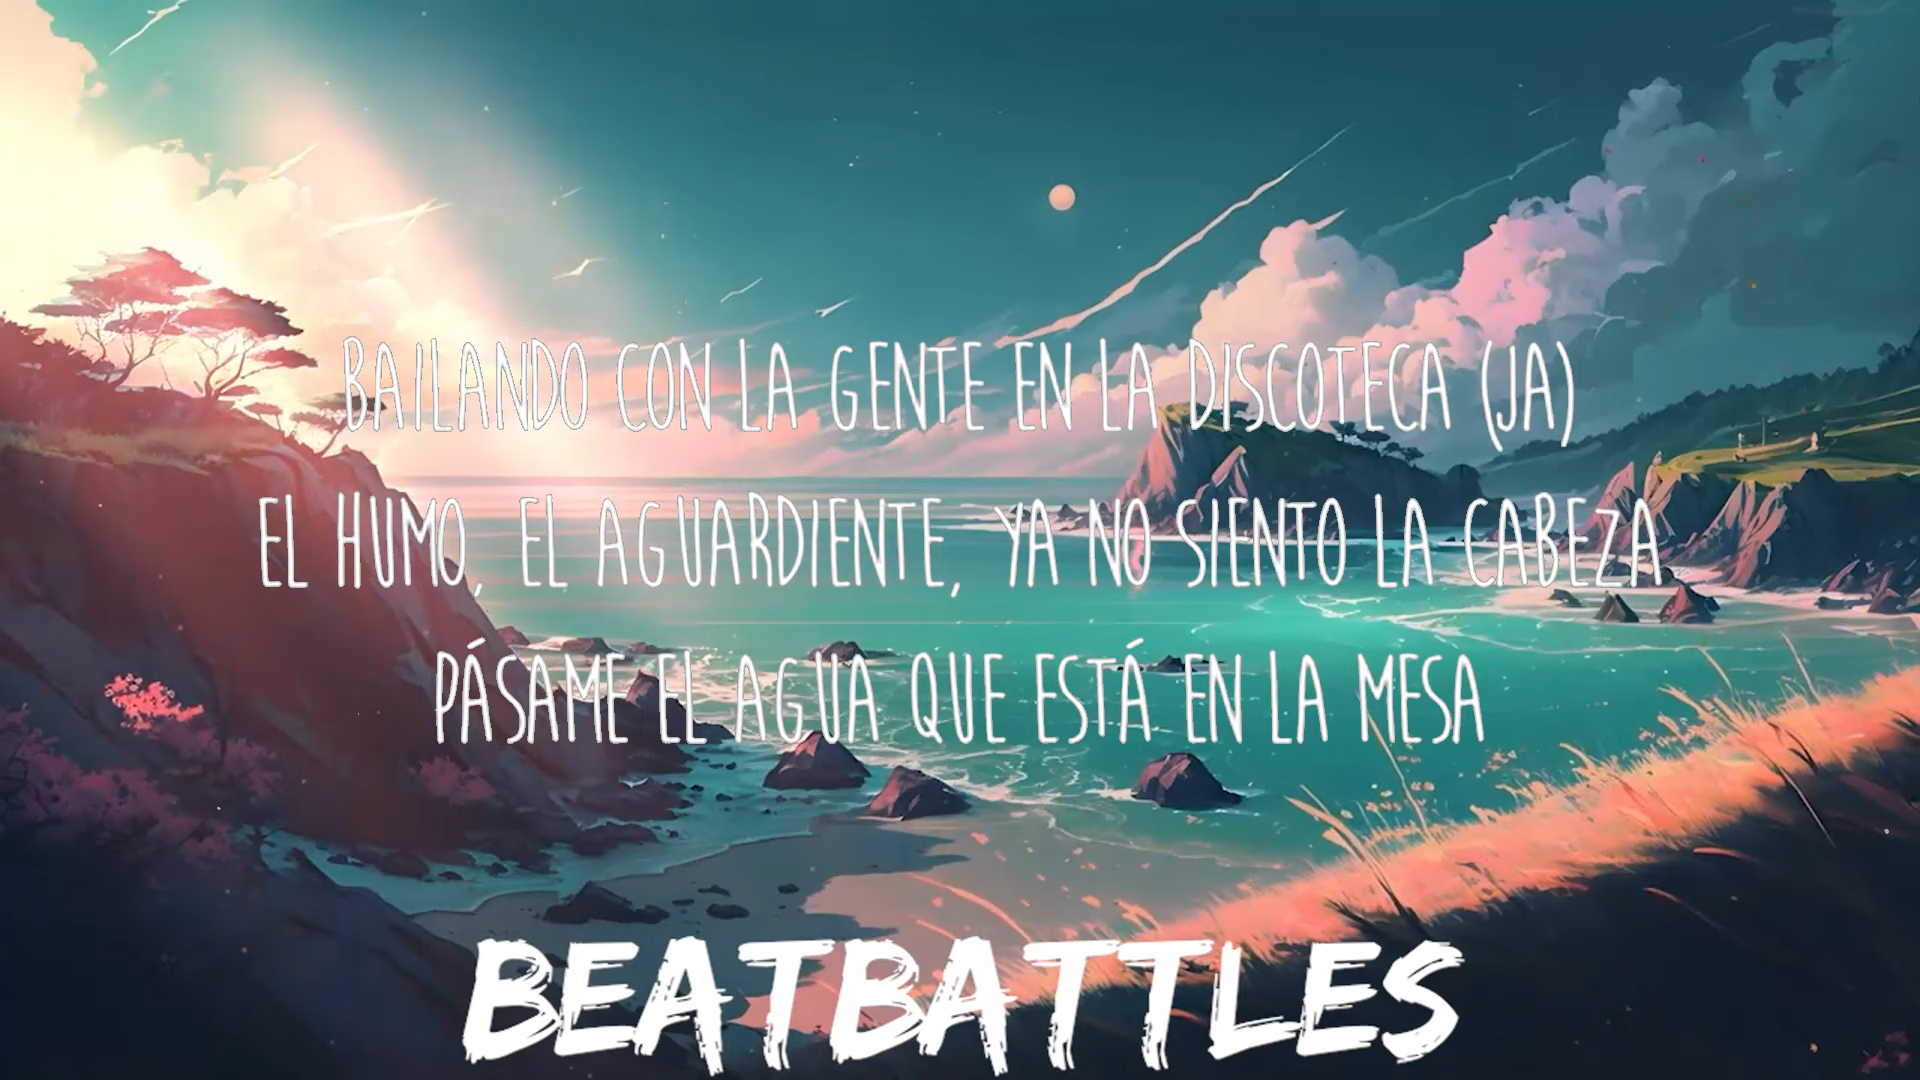 BAILANDO CON LA GENTE EN LA DISCOTECA (JA)
EL HUMO, EL AGUARDIENTE, YA NO SIENTO LA CABEZA
PÁSAME EL AGUA QUE ESTÁ EN LA MESA
BEATBATTLES